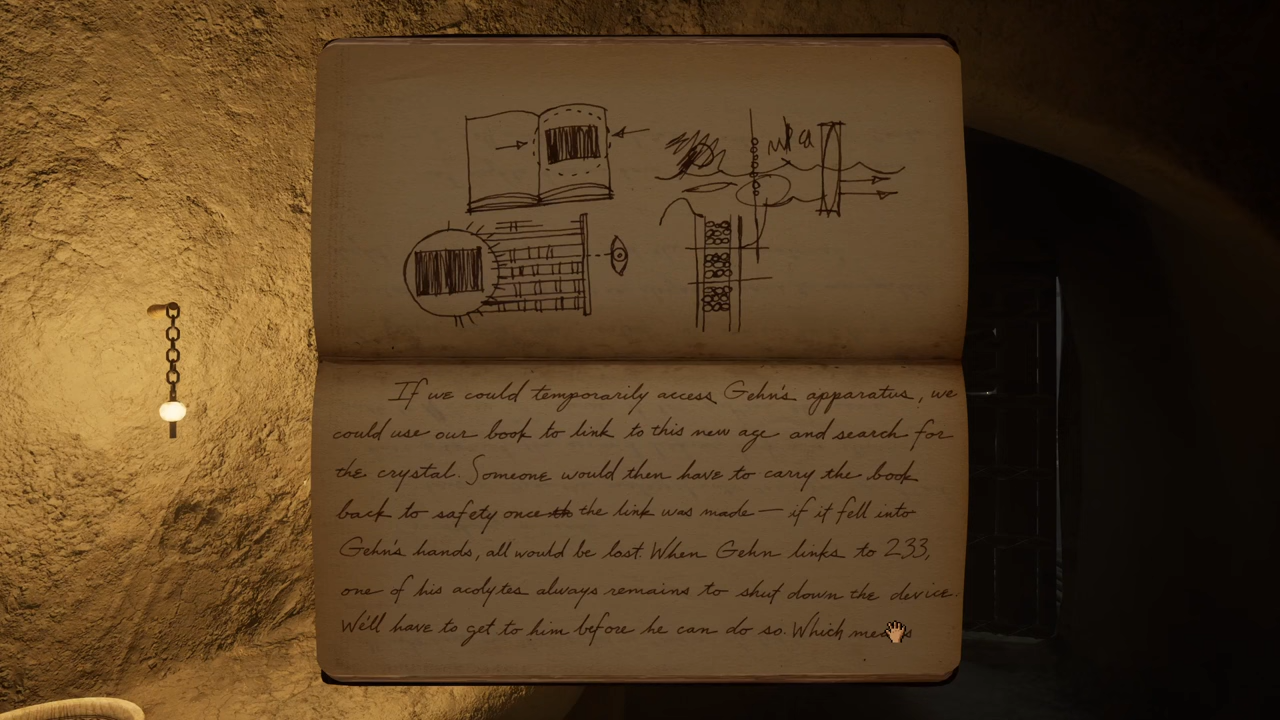 If we could temporarily access Gehn's apparatus, we
could use our book to link to this new age and search for
the crystal. Someone would then have to carry the book
back to safety once th the link was made — if it fell into
Gehn's hands, all would be lost. When Gehn links to 233,
one of his acolytes always remains to shut down the device.
We'll have to get to him before he can do so. Which means